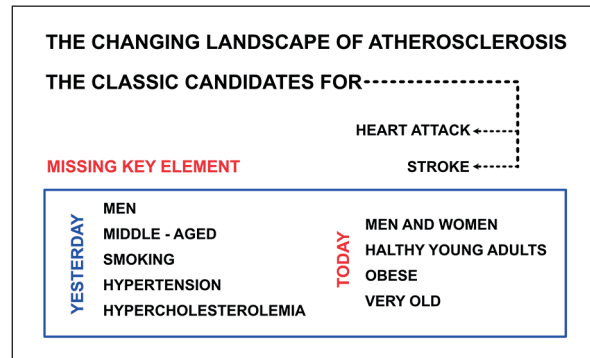 THE CHANGING LANDSCAPE OF ATHEROSCLEROSIS
THE CLASSIC CANDIDATES FOR
HEART ATTACK
STROKE
MISSING KEY ELEMENT
YESTERDAY
MEN
MIDDLE - AGED
SMOKING
HYPERTENSION
HYPERCHOLESTEROLEMIA
TODAY
MEN AND WOMEN
HALTHY YOUNG ADULTS
OBESE
VERY OLD